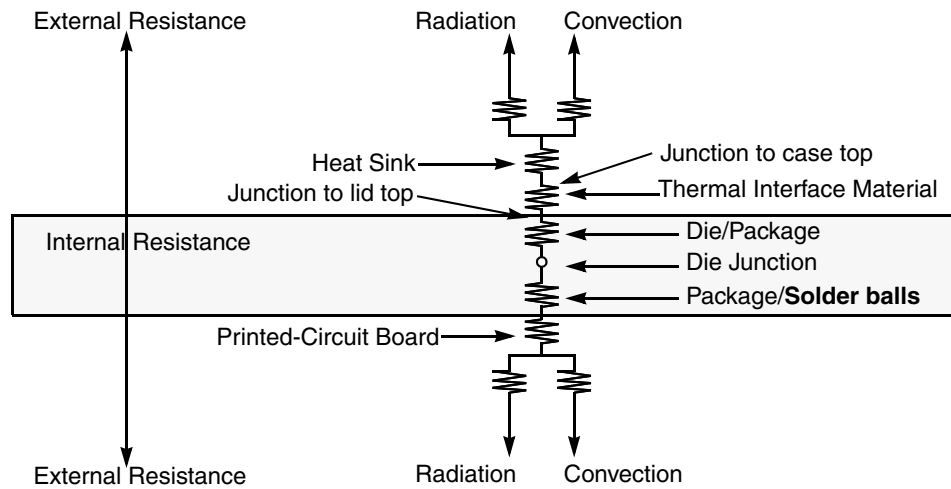 External Resistance
Radiation
Convection
Heat Sink
Junction to case top
Junction to lid top
Thermal Interface Material
Internal Resistance
Die/Package
Die Junction
Package/Solder balls
Printed-Circuit Board
External Resistance
Radiation
Convection